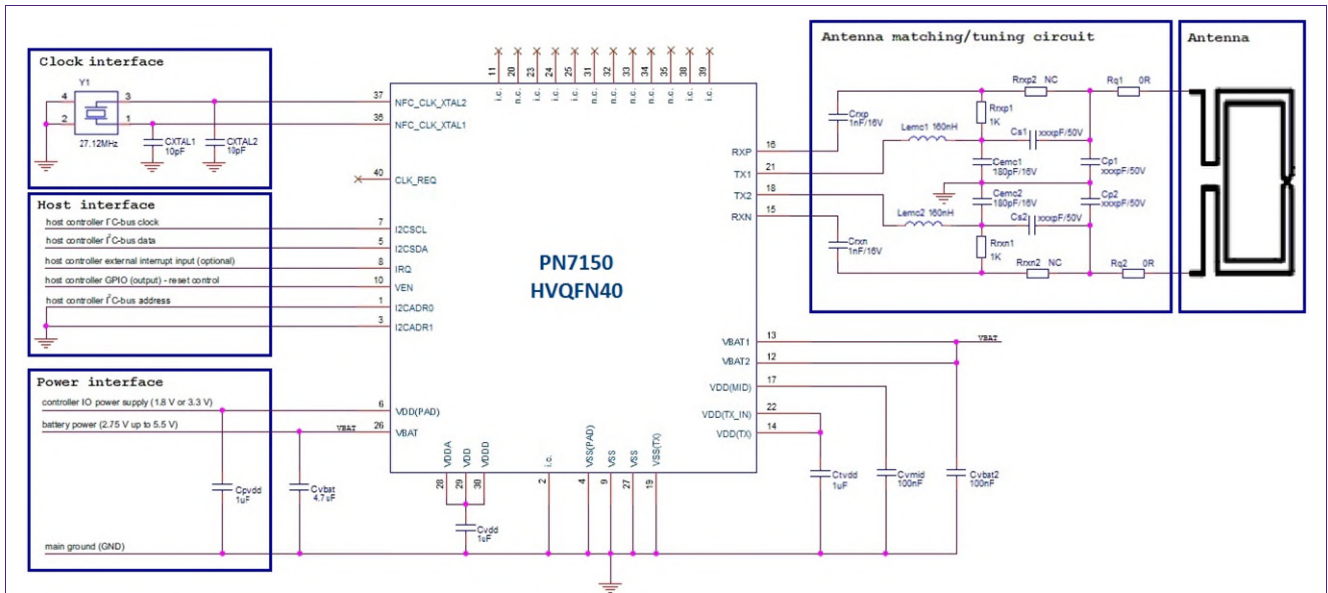 Clock interface
Y1
4
3
2
1
27.12MHz
CXTAL1
10pF
CXTAL2
10pF
37
NFC_CLK_XTAL2
36
NFC_CLK_XTAL1
40
CLK_REQ
Host interface
host controller I²C-bus clock
7
I2CSCL
host controller I²C-bus data
5
I2CSDA
host controller external interrupt input (optional)
8
IRQ
host controller GPIO (output) - reset control
10
VEN
host controller I²C-bus address
1
I2CADR0
3
I2CADR1
Power interface
controller IO power supply (1.8 V or 3.3 V)
6
VDD(PAD)
battery power (2.75 V up to 5.5 V)
VBAT
26
VBAT
Cpvdd
1uF
Cvbat
4.7uF
main ground (GND)
11
20
23
24
25
31
32
33
34
35
38
39
i.c.
n.c.
i.c.
i.c.
i.c.
n.c.
n.c.
n.c.
n.c.
n.c.
i.c.
i.c.
PN7150
HVQFN40
VDDA
VDD
VDDD
i.c.
VSS(PAD)
VSS
VSS
VSS(TX)
28
29
30
2
4
9
27
19
Cvdd
1uF
RXP
16
TX1
21
TX2
18
RXN
15
VBAT1
13
VBAT
VBAT2
12
VDD(MID)
17
VDD(TX_IN)
22
VDD(TX)
14
Ctvdd
1uF
Cvmid
100nF
Cvbat2
100nF
Antenna matching/tuning circuit
Rrxp2 NC
Rq1 0R
Crxp
1nF/16V
Rrxp1
1K
Lemc1 160nH
Cs1 xxxpF/50V
Cemc1
180pF/16V
Cp1
xxxpF/50V
Cemc2
180pF/16V
Cp2
xxxpF/50V
Lemc2 160nH
Cs2 xxxpF/50V
Crxn
1nF/16V
Rrxn1
1K
Rrxn2 NC
Rq2 0R
Antenna